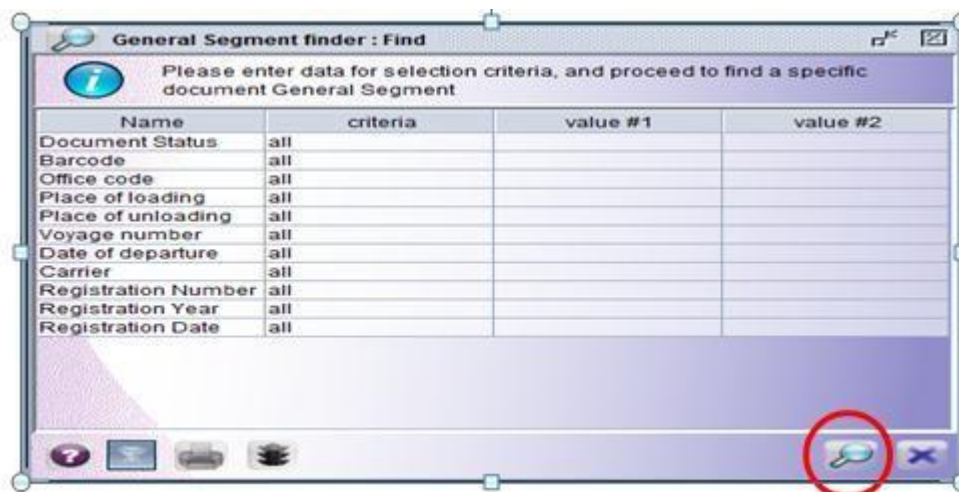 General Segment finder : Find
Please enter data for selection criteria, and proceed to find a specific
document General Segment
Name criteria value #1 value #2
Document Status all
Barcode all
Office code all
Place of loading all
Place of unloading all
Voyage number all
Date of departure all
Carrier all
Registration Number all
Registration Year all
Registration Date all